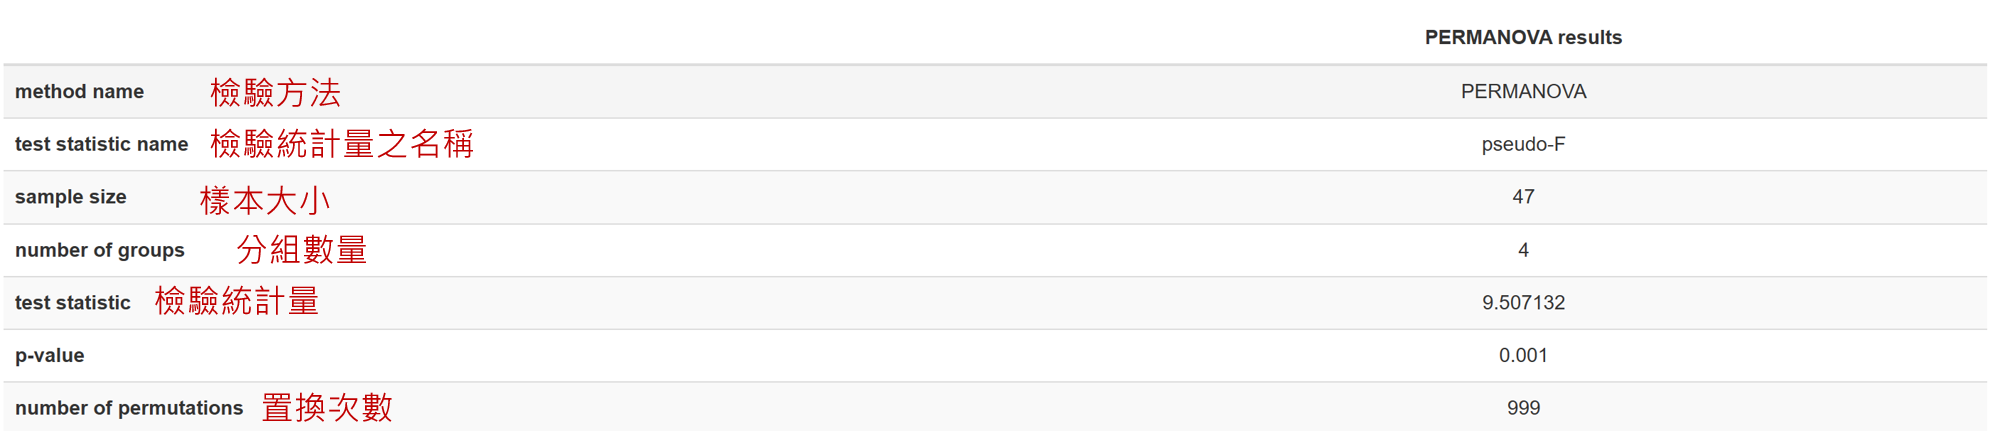 PERMANOVA results
method name 檢驗方法 PERMANOVA
test statistic name 檢驗統計量之名稱 pseudo-F
sample size 樣本大小 47
number of groups 分組數量 4
test statistic 檢驗統計量 9.507132
p-value 0.001
number of permutations 置換次數 999